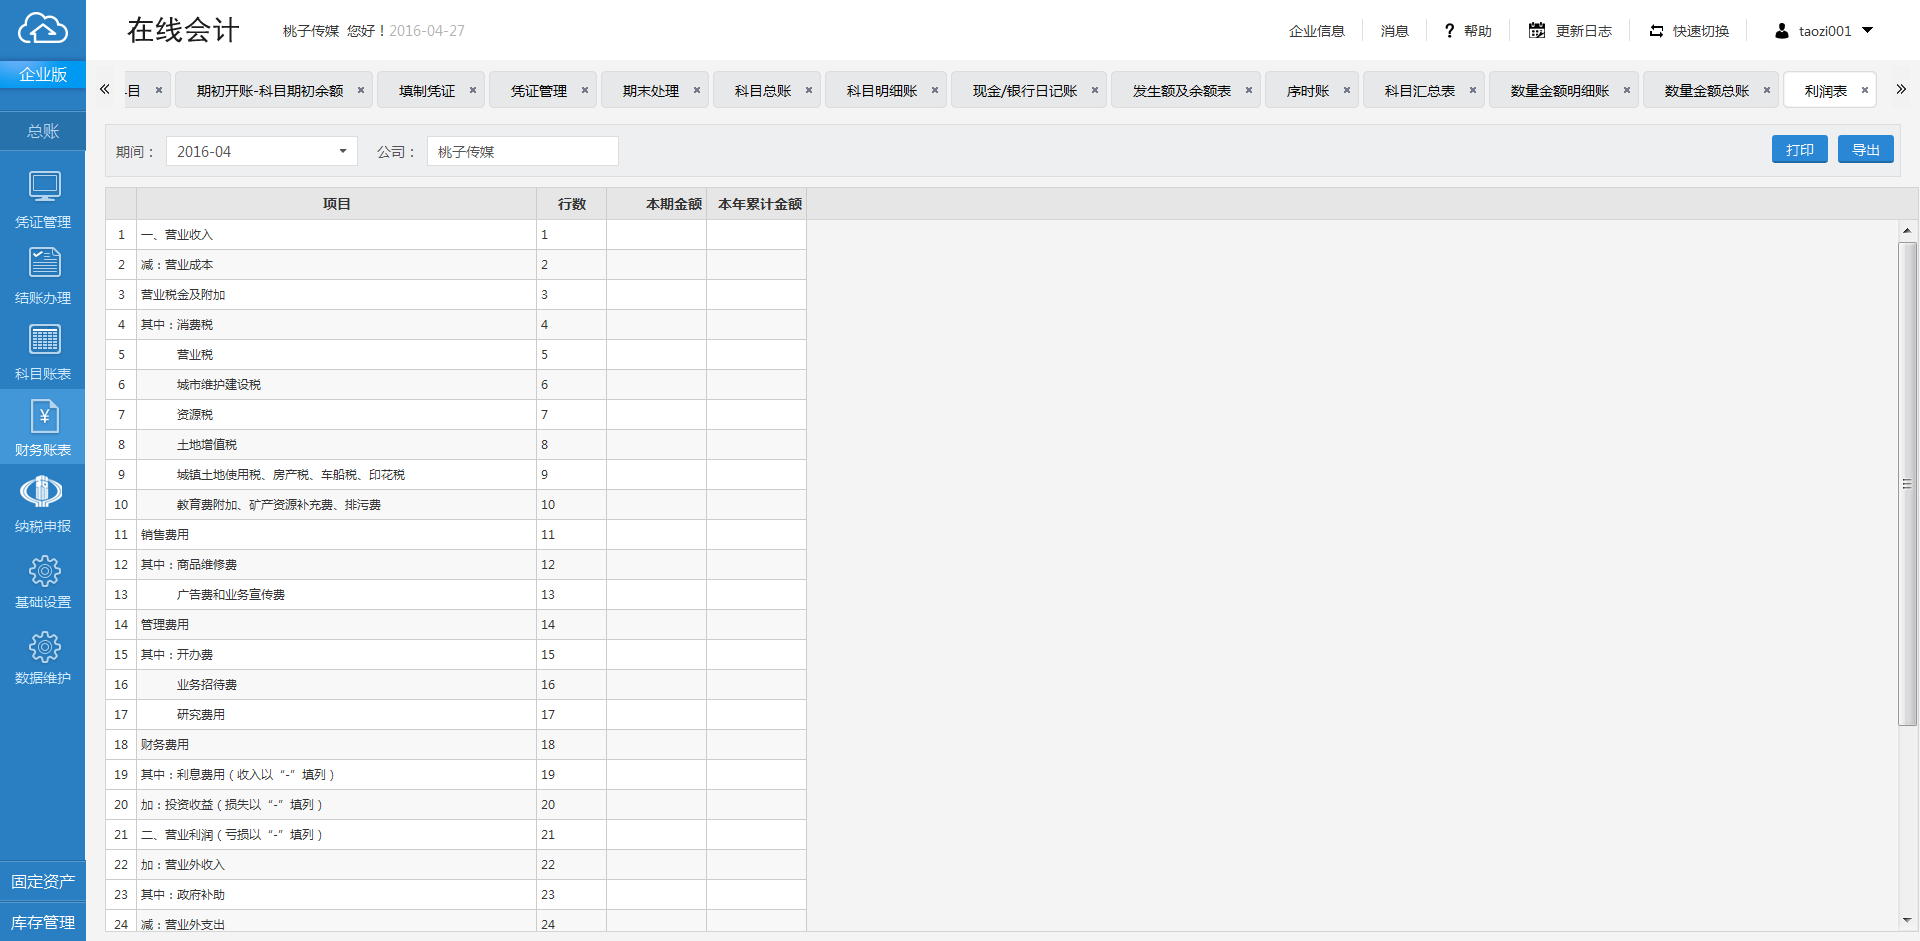 在线会计
桃子传媒 您好！2016-04-27
企业信息 消息 ? 帮助 更新日志 快速切换 taozi001
企业版
« 目 × 期初开账-科目期初余额 × 填制凭证 × 凭证管理 × 期末处理 × 科目总账 × 科目明细账 × 现金/银行日记账 × 发生额及余额表 × 序时账 × 科目汇总表 × 数量金额明细账 × 数量金额总账 × 利润表 × »
总账
凭证管理
结账办理
科目账表
¥
财务账表
纳税申报
基础设置
数据维护
固定资产
库存管理
期间： 2016-04 公司： 桃子传媒 打印 导出
项目 行数 本期金额 本年累计金额
1 一、营业收入 1
2 减：营业成本 2
3 营业税金及附加 3
4 其中：消费税 4
5 营业税 5
6 城市维护建设税 6
7 资源税 7
8 土地增值税 8
9 城镇土地使用税、房产税、车船税、印花税 9
10 教育费附加、矿产资源补充费、排污费 10
11 销售费用 11
12 其中：商品维修费 12
13 广告费和业务宣传费 13
14 管理费用 14
15 其中：开办费 15
16 业务招待费 16
17 研究费用 17
18 财务费用 18
19 其中：利息费用（收入以“-”填列） 19
20 加：投资收益（损失以“-”填列） 20
21 二、营业利润（亏损以“-”填列） 21
22 加：营业外收入 22
23 其中：政府补助 23
24 减：营业外支出 24